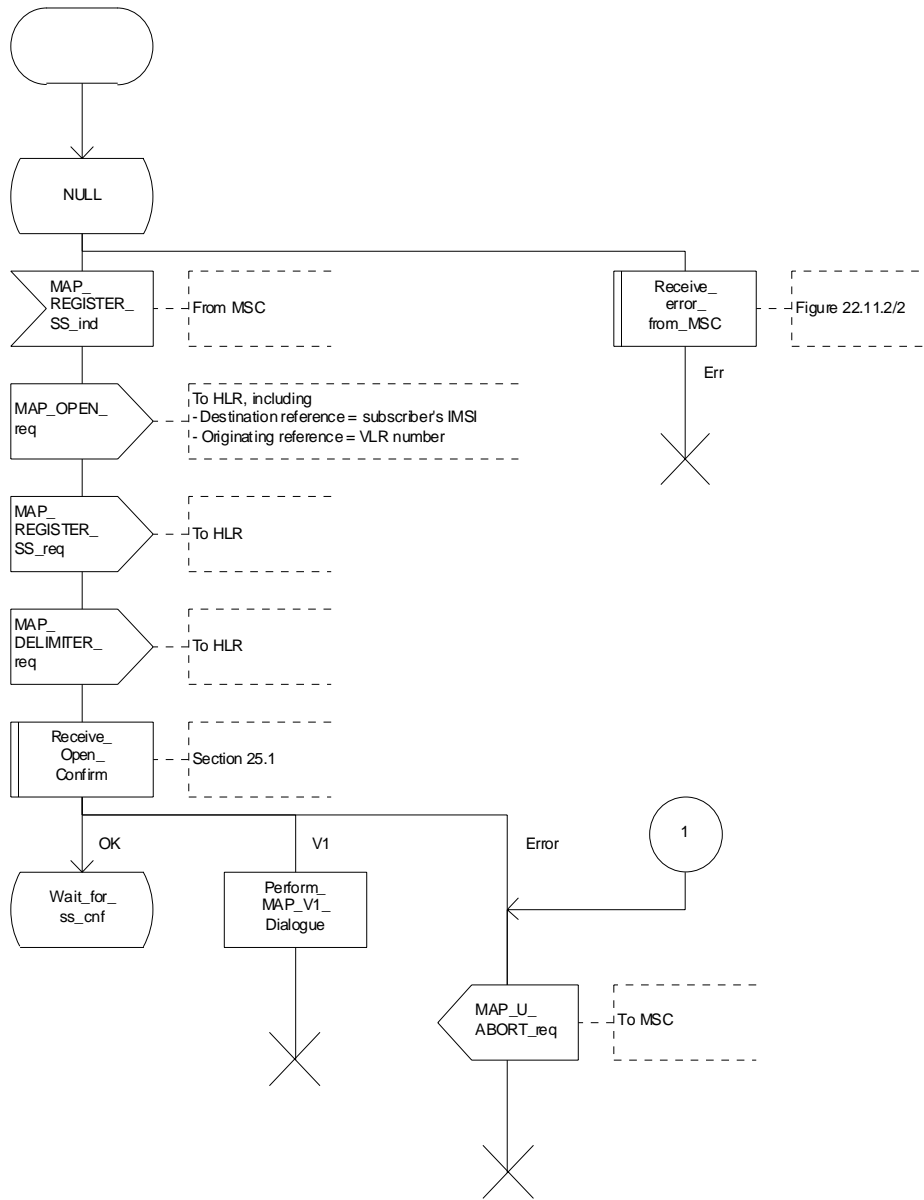 NULL
MAP_
REGISTER_
SS_ind
From MSC
Receive_
error_
from_MSC
Figure 22.11.2/2
Err
MAP_OPEN_
req
To HLR, including
- Destination reference = subscriber's IMSI
- Originating reference = VLR number
MAP_
REGISTER_
SS_req
To HLR
MAP_
DELIMITER_
req
To HLR
Receive_
Open_
Confirm
Section 25.1
OK
V1
Error
1
Wait_for_
ss_cnf
Perform_
MAP_V1_
Dialogue
MAP_U_
ABORT_req
To MSC